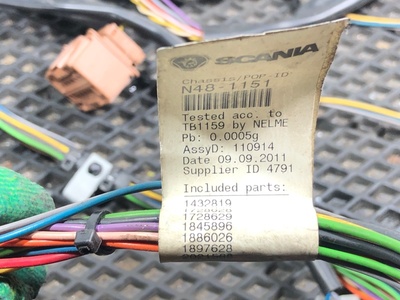 SCANIA
Chassis/POP-ID
N48-1151
Tested acc. to
TB1159 by NELME
Pb: 0.0005g
AssyD: 110914
Date 09.09.2011
Supplier ID 4791
Included parts:
1432819
1728629
1845896
1886026
1897628